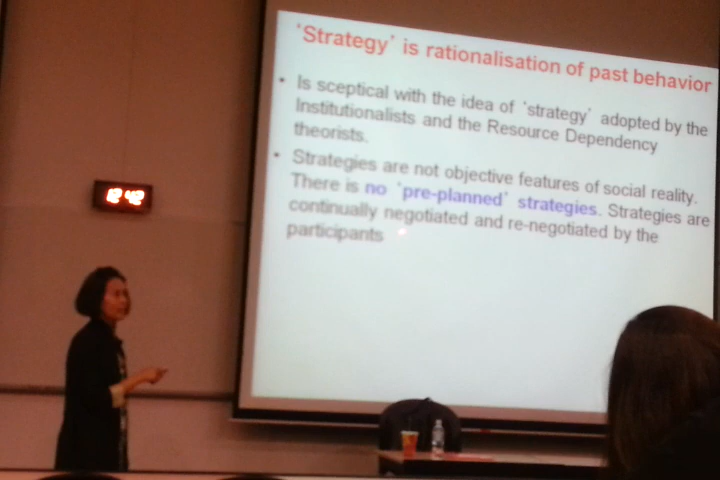 12:42
‘Strategy’ is rationalisation of past behavior
• Is sceptical with the idea of ‘strategy’ adopted by the
Institutionalists and the Resource Dependency
theorists.
• Strategies are not objective features of social reality.
There is no ‘pre-planned’ strategies. Strategies are
continually negotiated and re-negotiated by the
participants